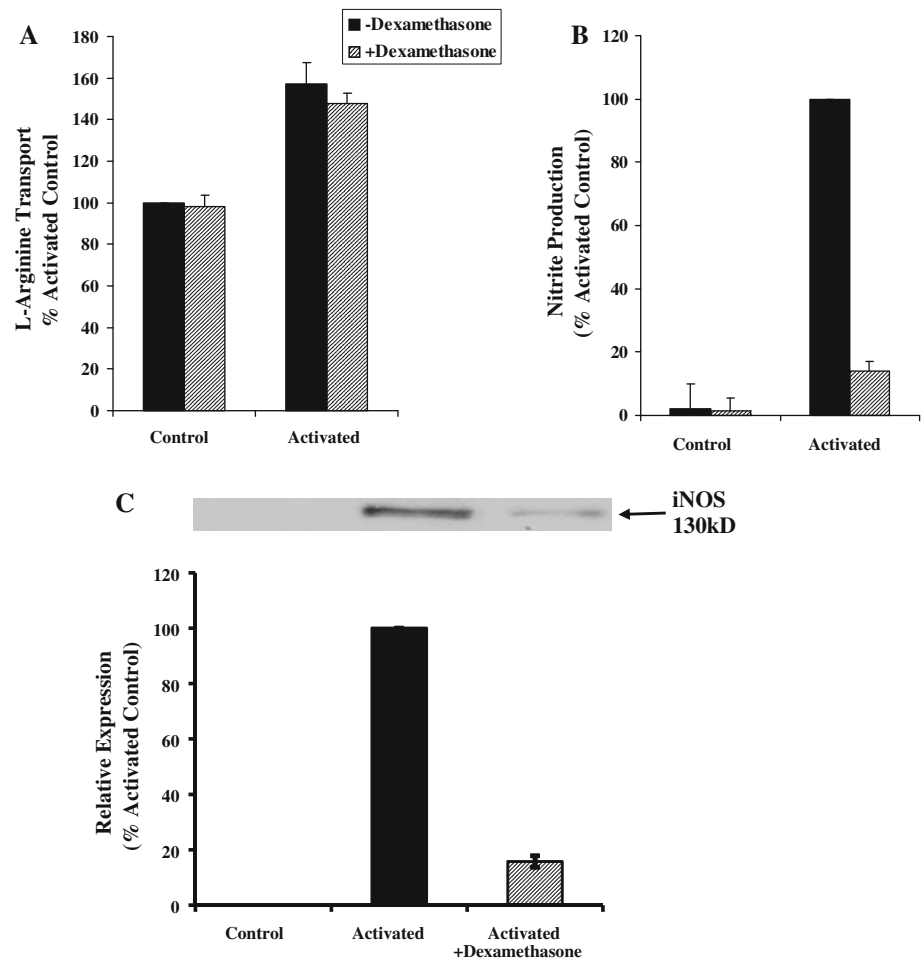 A
-Dexamethasone
+Dexamethasone
L-Arginine Transport
% Activated Control
180
160
140
120
100
80
60
40
20
0
Control
Activated
B
Nitrite Production
(% Activated Control)
120
100
80
60
40
20
0
Control
Activated
C
iNOS
130kD
Relative Expression
(% Activated Control)
120
100
80
60
40
20
0
Control
Activated
Activated
+Dexamethasone